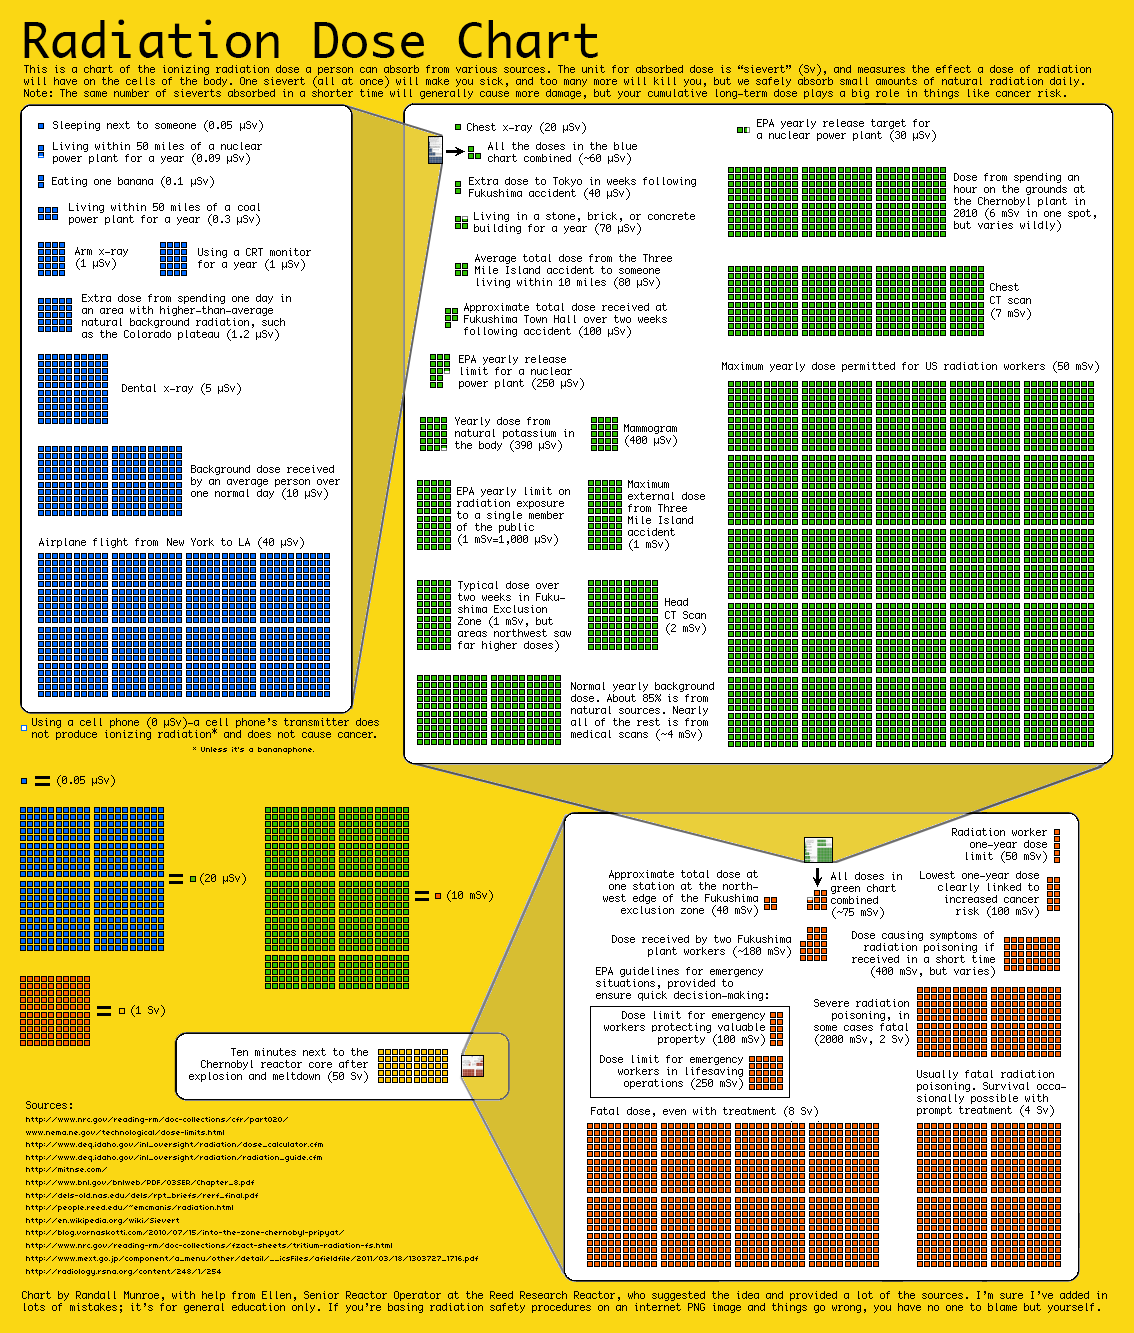 Radiation Dose Chart
This is a chart of the ionizing radiation dose a person can absorb from various sources. The unit for absorbed dose is “sievert” (Sv), and measures the effect a dose of radiation
will have on the cells of the body. One sievert (all at once) will make you sick, and too many more will kill you, but we safely absorb small amounts of natural radiation daily.
Note: The same number of sieverts absorbed in a shorter time will generally cause more damage, but your cumulative long-term dose plays a big role in things like cancer risk.
Sleeping next to someone (0.05 µSv)
Living within 50 miles of a nuclear
power plant for a year (0.09 µSv)
Eating one banana (0.1 µSv)
Living within 50 miles of a coal
power plant for a year (0.3 µSv)
Arm x-ray
(1 µSv)
Using a CRT monitor
for a year (1 µSv)
Extra dose from spending one day in
an area with higher-than-average
natural background radiation, such
as the Colorado plateau (1.2 µSv)
Dental x-ray (5 µSv)
Background dose received
by an average person over
one normal day (10 µSv)
Airplane flight from New York to LA (40 µSv)
Using a cell phone (0 µSv)-a cell phone's transmitter does
not produce ionizing radiation* and does not cause cancer.
* Unless it's a bananaphone.
Chest x-ray (20 µSv)
All the doses in the blue
chart combined (~60 µSv)
Extra dose to Tokyo in weeks following
Fukushima accident (40 µSv)
Living in a stone, brick, or concrete
building for a year (70 µSv)
Average total dose from the Three
Mile Island accident to someone
living within 10 miles (80 µSv)
Approximate total dose received at
Fukushima Town Hall over two weeks
following accident (100 µSv)
EPA yearly release
limit for a nuclear
power plant (250 µSv)
Yearly dose from
natural potassium in
the body (390 µSv)
Mammogram
(400 µSv)
EPA yearly limit on
radiation exposure
to a single member
of the public
(1 mSv=1,000 µSv)
Maximum
external dose
from Three
Mile Island
accident
(1 mSv)
Typical dose over
two weeks in Fuku-
shima Exclusion
Zone (1 mSv, but
areas northwest saw
far higher doses)
Head
CT Scan
(2 mSv)
Normal yearly background
dose. About 85% is from
natural sources. Nearly
all of the rest is from
medical scans (~4 mSv)
EPA yearly release target for
a nuclear power plant (30 µSv)
Dose from spending an
hour on the grounds at
the Chernobyl plant in
2010 (6 mSv in one spot,
but varies wildly)
Chest
CT scan
(7 mSv)
Maximum yearly dose permitted for US radiation workers (50 mSv)
= (0.05 µSv)
= (20 µSv)
= (10 mSv)
= (1 Sv)
Radiation worker
one-year dose
limit (50 mSv)
Approximate total dose at
one station at the north-
west edge of the Fukushima
exclusion zone (40 mSv)
All doses in
green chart
combined
(~75 mSv)
Lowest one-year dose
clearly linked to
increased cancer
risk (100 mSv)
Dose received by two Fukushima
plant workers (~180 mSv)
Dose causing symptoms of
radiation poisoning if
received in a short time
(400 mSv, but varies)
EPA guidelines for emergency
situations, provided to
ensure quick decision-making:
Dose limit for emergency
workers protecting valuable
property (100 mSv)
Dose limit for emergency
workers in lifesaving
operations (250 mSv)
Severe radiation
poisoning, in
some cases fatal
(2000 mSv, 2 Sv)
Usually fatal radiation
poisoning. Survival occa-
sionally possible with
prompt treatment (4 Sv)
Fatal dose, even with treatment (8 Sv)
Ten minutes next to the
Chernobyl reactor core after
explosion and meltdown (50 Sv)
Sources:
http://www.nrc.gov/reading-rm/doc-collections/cfr/part020/
www.nema.ne.gov/technological/dose-limits.html
http://www.deq.idaho.gov/inl_oversight/radiation/dose_calculator.cfm
http://www.deq.idaho.gov/inl_oversight/radiation/radiation_guide.cfm
http://mitnse.com/
http://www.bnl.gov/bnlweb/PDF/03SER/Chapter_8.pdf
http://dels-old.nas.edu/dels/rpt_briefs/rerf_final.pdf
http://people.reed.edu/~emcmanis/radiation.html
http://en.wikipedia.org/wiki/Sievert
http://blog.vornaskotti.com/2010/07/15/into-the-zone-chernobyl-pripyat/
http://www.nrc.gov/reading-rm/doc-collections/fzact-sheets/tritium-radiation-fs.html
http://www.mext.go.jp/component/a_menu/other/detail/__icsFiles/afieldfile/2011/03/18/1303727_1716.pdf
http://radiology.rsna.org/content/248/1/254
Chart by Randall Munroe, with help from Ellen, Senior Reactor Operator at the Reed Research Reactor, who suggested the idea and provided a lot of the sources. I'm sure I've added in
lots of mistakes; it's for general education only. If you're basing radiation safety procedures on an internet PNG image and things go wrong, you have no one to blame but yourself.